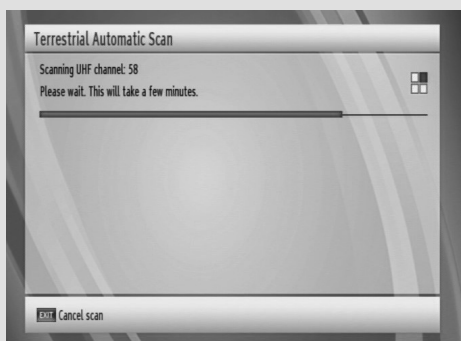 Terrestrial Automatic Scan
Scanning UHF channel: 58
Please wait. This will take a few minutes.
EXIT Cancel scan